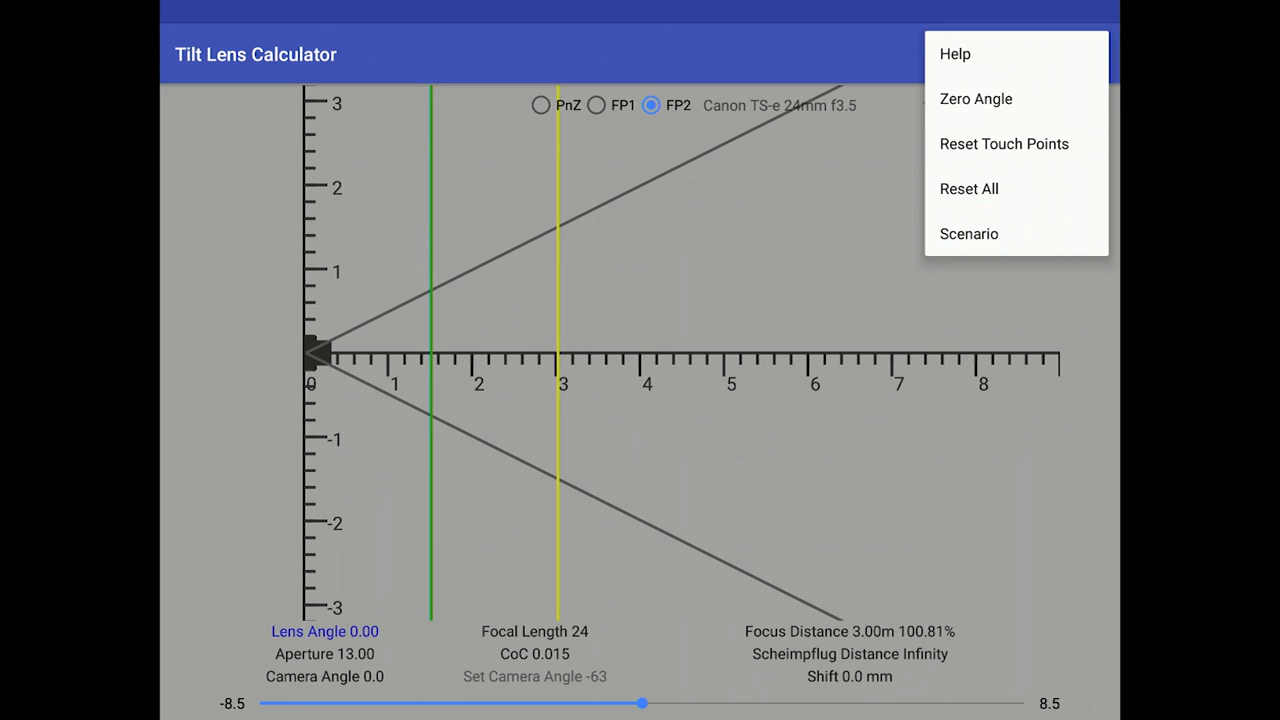 Tilt Lens Calculator
Help
Zero Angle
Reset Touch Points
Reset All
Scenario
PnZ FP1 FP2 Canon TS-e 24mm f3.5
3
2
1
0 1 2 3 4 5 6 7 8
-1
-2
-3
Lens Angle 0.00 Focal Length 24 Focus Distance 3.00m 100.81%
Aperture 13.00 CoC 0.015 Scheimpflug Distance Infinity
Camera Angle 0.0 Set Camera Angle -63 Shift 0.0 mm
-8.5 8.5